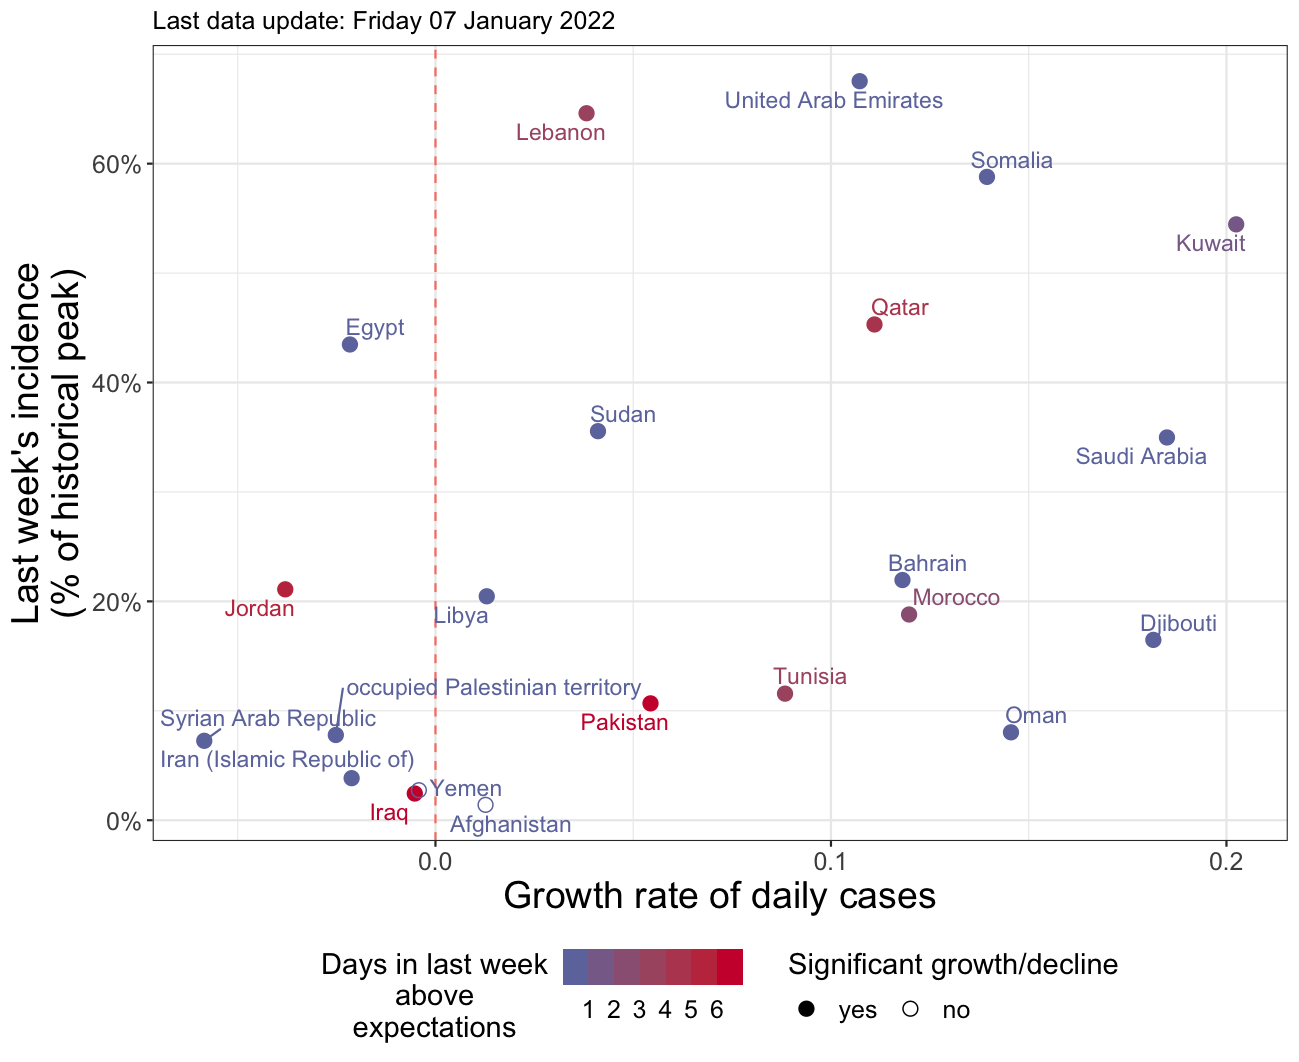 Last data update: Friday 07 January 2022
United Arab Emirates
Lebanon
60%
Somalia
Kuwait
Qatar
Egypt
40%
Sudan
Saudi Arabia
Bahrain
Morocco
Jordan
20%
Libya
Djibouti
Tunisia
occupied Palestinian territory
Syrian Arab Republic
Pakistan
Oman
Iran (Islamic Republic of)
Yemen
Iraq
Afghanistan
0%
Last week's incidence
(% of historical peak)
0.0 0.1 0.2
Growth rate of daily cases
Days in last week
above
expectations
1 2 3 4 5 6
Significant growth/decline
yes no